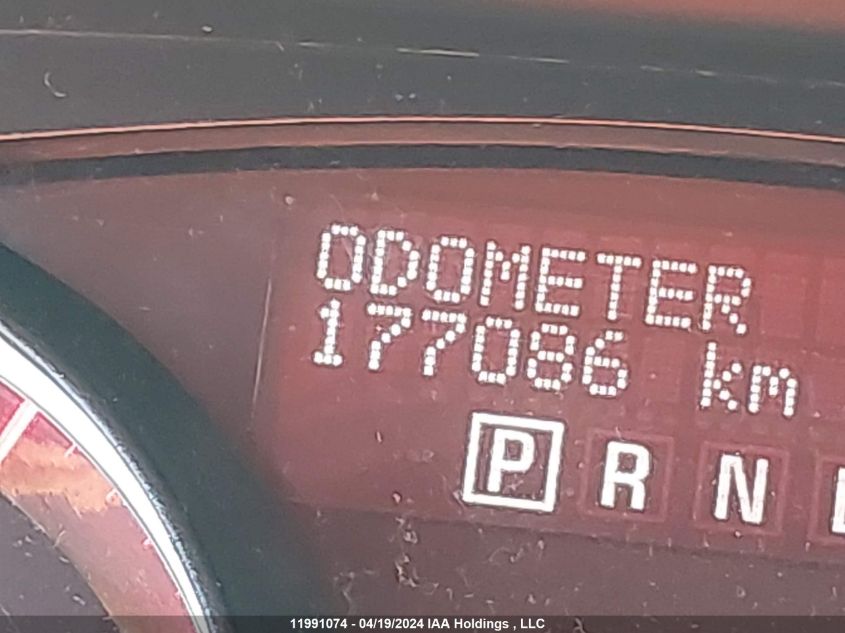 ODOMETER
177086 km
P R N
11991074 - 04/19/2024 IAA Holdings , LLC